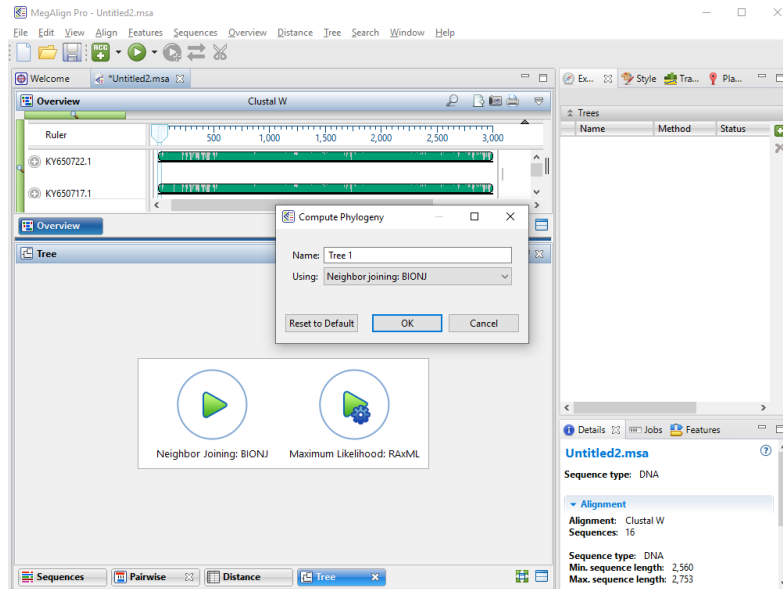 MegAlign Pro - Untitled2.msa
File Edit View Align Features Sequences Overview Distance Tree Search Window Help
Welcome *Untitled2.msa
Overview Clustal W
Ruler 500 1,000 1,500 2,000 2,500 3,000
KY650722.1
KY650717.1
Overview
Tree
Compute Phylogeny
Name: Tree 1
Using: Neighbor joining: BIONJ
Reset to Default OK Cancel
Neighbor Joining: BIONJ Maximum Likelihood: RAxML
Sequences Pairwise Distance Tree
Ex... Style Tra... Pla...
Trees
Name Method Status
Details Jobs Features
Untitled2.msa
Sequence type: DNA
Alignment
Alignment: Clustal W
Sequences: 16
Sequence type: DNA
Min. sequence length: 2,560
Max. sequence length: 2,753